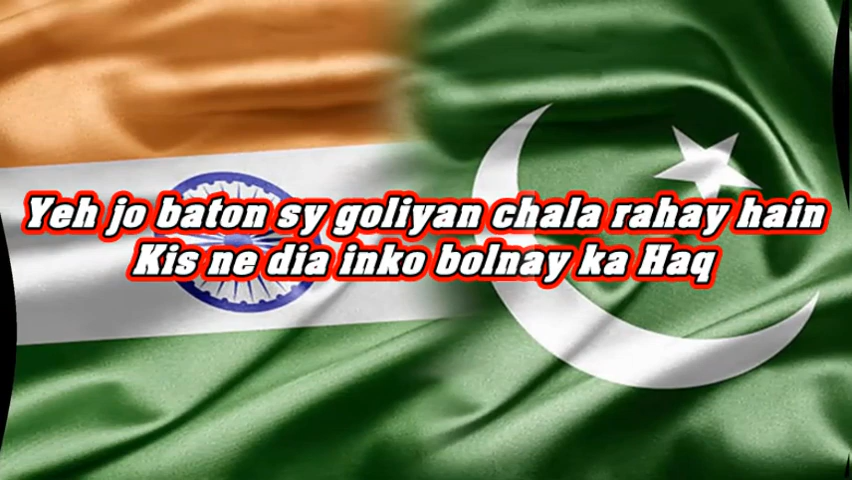 Yeh jo baton sy goliyan chala rahay hain
Kis ne dia inko bolnay ka Haq